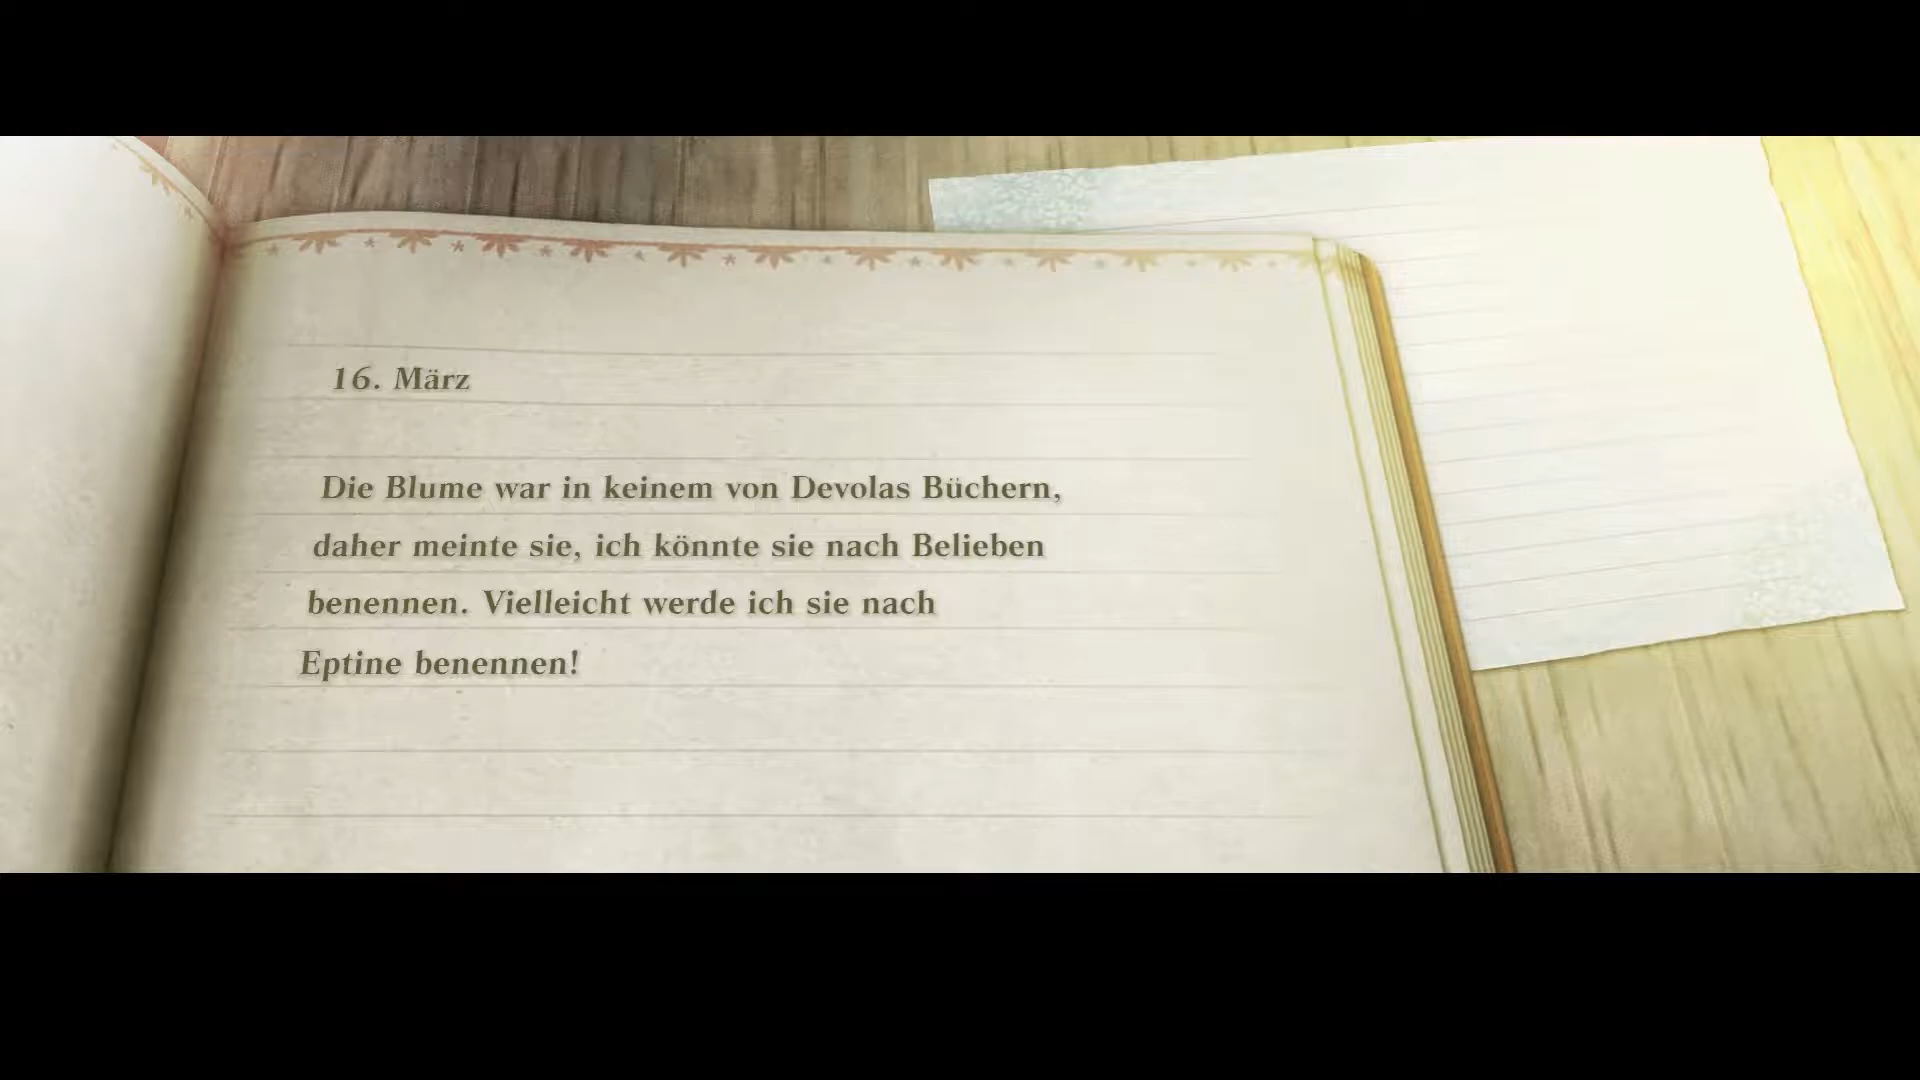 16. März
Die Blume war in keinem von Devolas Büchern,
daher meinte sie, ich könnte sie nach Belieben
benennen. Vielleicht werde ich sie nach
Eptine benennen!